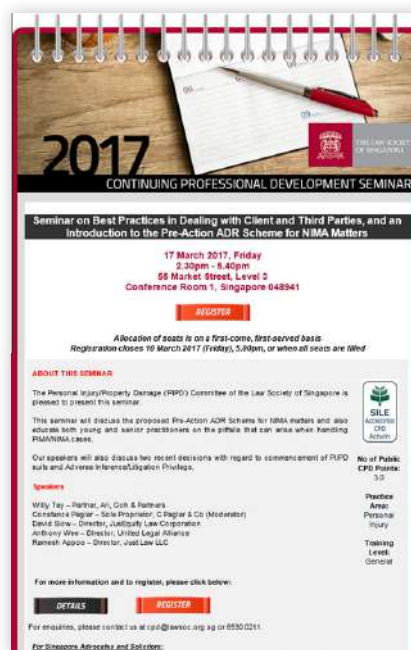 2017
THE LAW SOCIETY
OF SINGAPORE
CONTINUING PROFESSIONAL DEVELOPMENT SEMINAR
Seminar on Best Practices in Dealing with Client and Third Parties, and an
Introduction to the Pre-Action ADR Scheme for NIMA Matters
17 March 2017, Friday
2.30pm - 5.40pm
55 Market Street, Level 3
Conference Room 1, Singapore 048941
REGISTER
Allocation of seats is on a first-come, first-served basis
Registration closes 10 March 2017 (Friday), 5.00pm, or when all seats are filled
ABOUT THIS SEMINAR
The Personal Injury/Property Damage ('PIPD') Committee of the Law Society of Singapore is
pleased to present this seminar.
This seminar will discuss the proposed Pre-Action ADR Scheme for NIMA matters and also
educate both young and senior practitioners on the pitfalls that can arise when handling
PIMA/NIMA cases.
Our speakers will also discuss two recent decisions with regard to commencement of PIPD
suits and Adverse Inference/Litigation Privilege.
Speakers
Willy Tay – Partner, Ari, Goh & Partners
Constance Paglar – Sole Proprietor, C Paglar & Co (Moderator)
David Siow – Director, JusEquity Law Corporation
Anthony Wee – Director, United Legal Alliance
Ramesh Appoo – Director, Just Law LLC
SILE
ACCREDITED
CPD
Activity
No of Public
CPD Points:
3.0
Practice
Area:
Personal
Injury
Training
Level:
General
For more information and to register, please click below:
DETAILS
REGISTER
For enquiries, please contact us at cpd@lawsoc.org.sg or 6530 0211.
For Singapore Advocates and Solicitors: